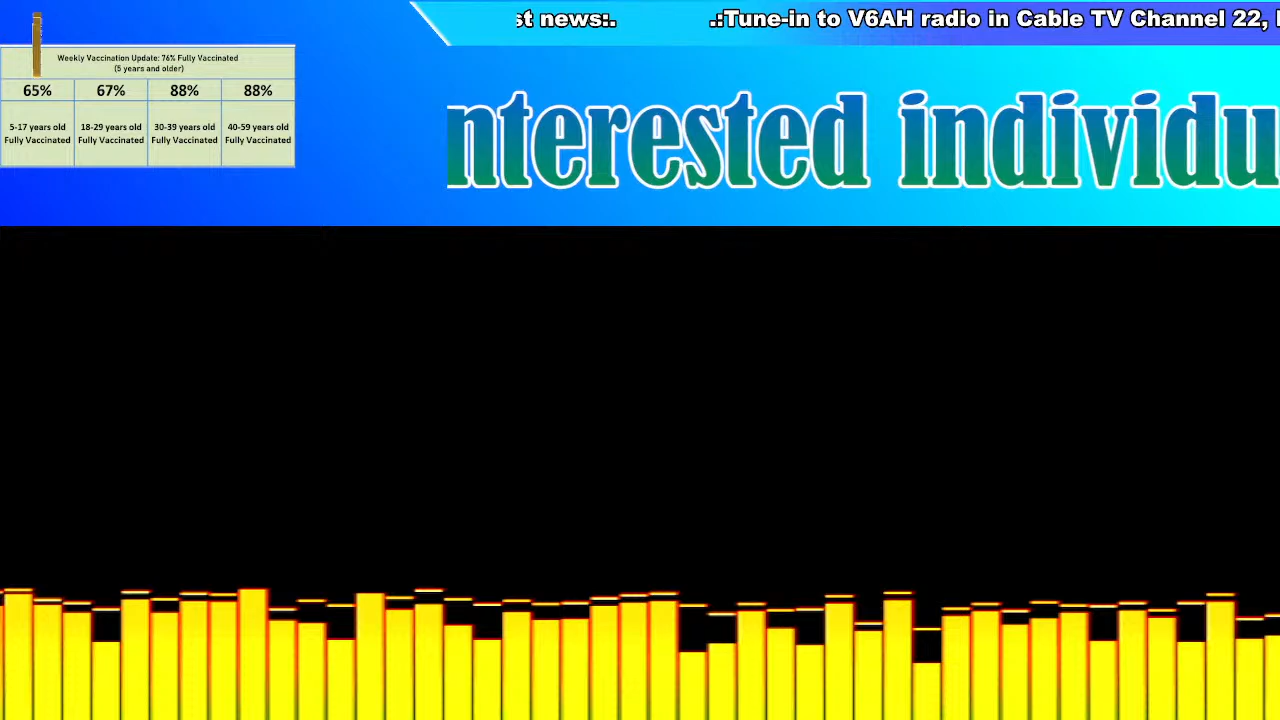 st news:.
.:Tune-in to V6AH radio in Cable TV Channel 22,
Weekly Vaccination Update: 76% Fully Vaccinated
(5 years and older)
65% 67% 88% 88%
5-17 years old 18-29 years old 30-39 years old 40-59 years old
Fully Vaccinated Fully Vaccinated Fully Vaccinated Fully Vaccinated
nterested individu